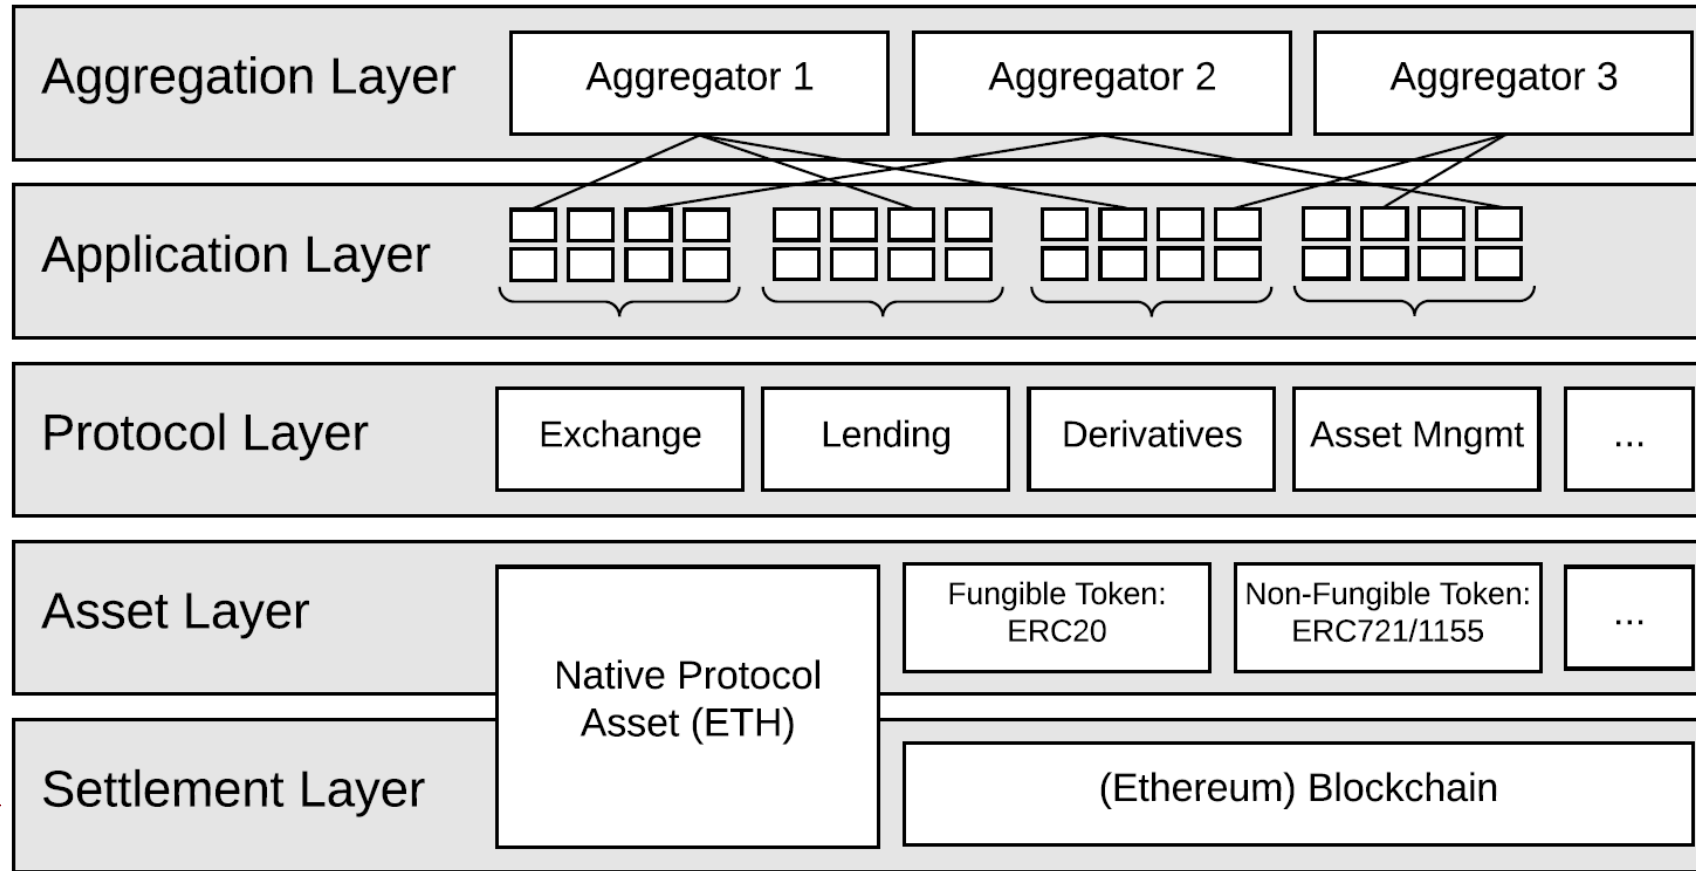 Aggregation Layer
Aggregator 1
Aggregator 2
Aggregator 3
Application Layer
Protocol Layer
Exchange
Lending
Derivatives
Asset Mngmt
...
Asset Layer
Native Protocol
Asset (ETH)
Fungible Token:
ERC20
Non-Fungible Token:
ERC721/1155
...
Settlement Layer
(Ethereum) Blockchain